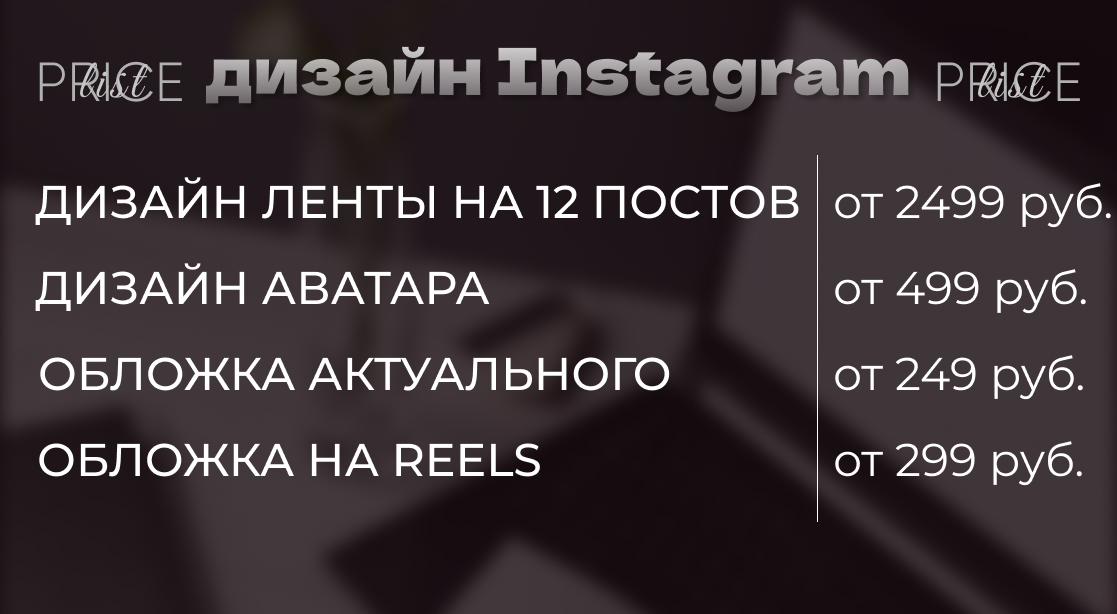 PRICE list дизайн Instagram PRICE list
ДИЗАЙН ЛЕНТЫ НА 12 ПОСТОВ от 2499 руб.
ДИЗАЙН АВАТАРА от 499 руб.
ОБЛОЖКА АКТУАЛЬНОГО от 249 руб.
ОБЛОЖКА НА REELS от 299 руб.